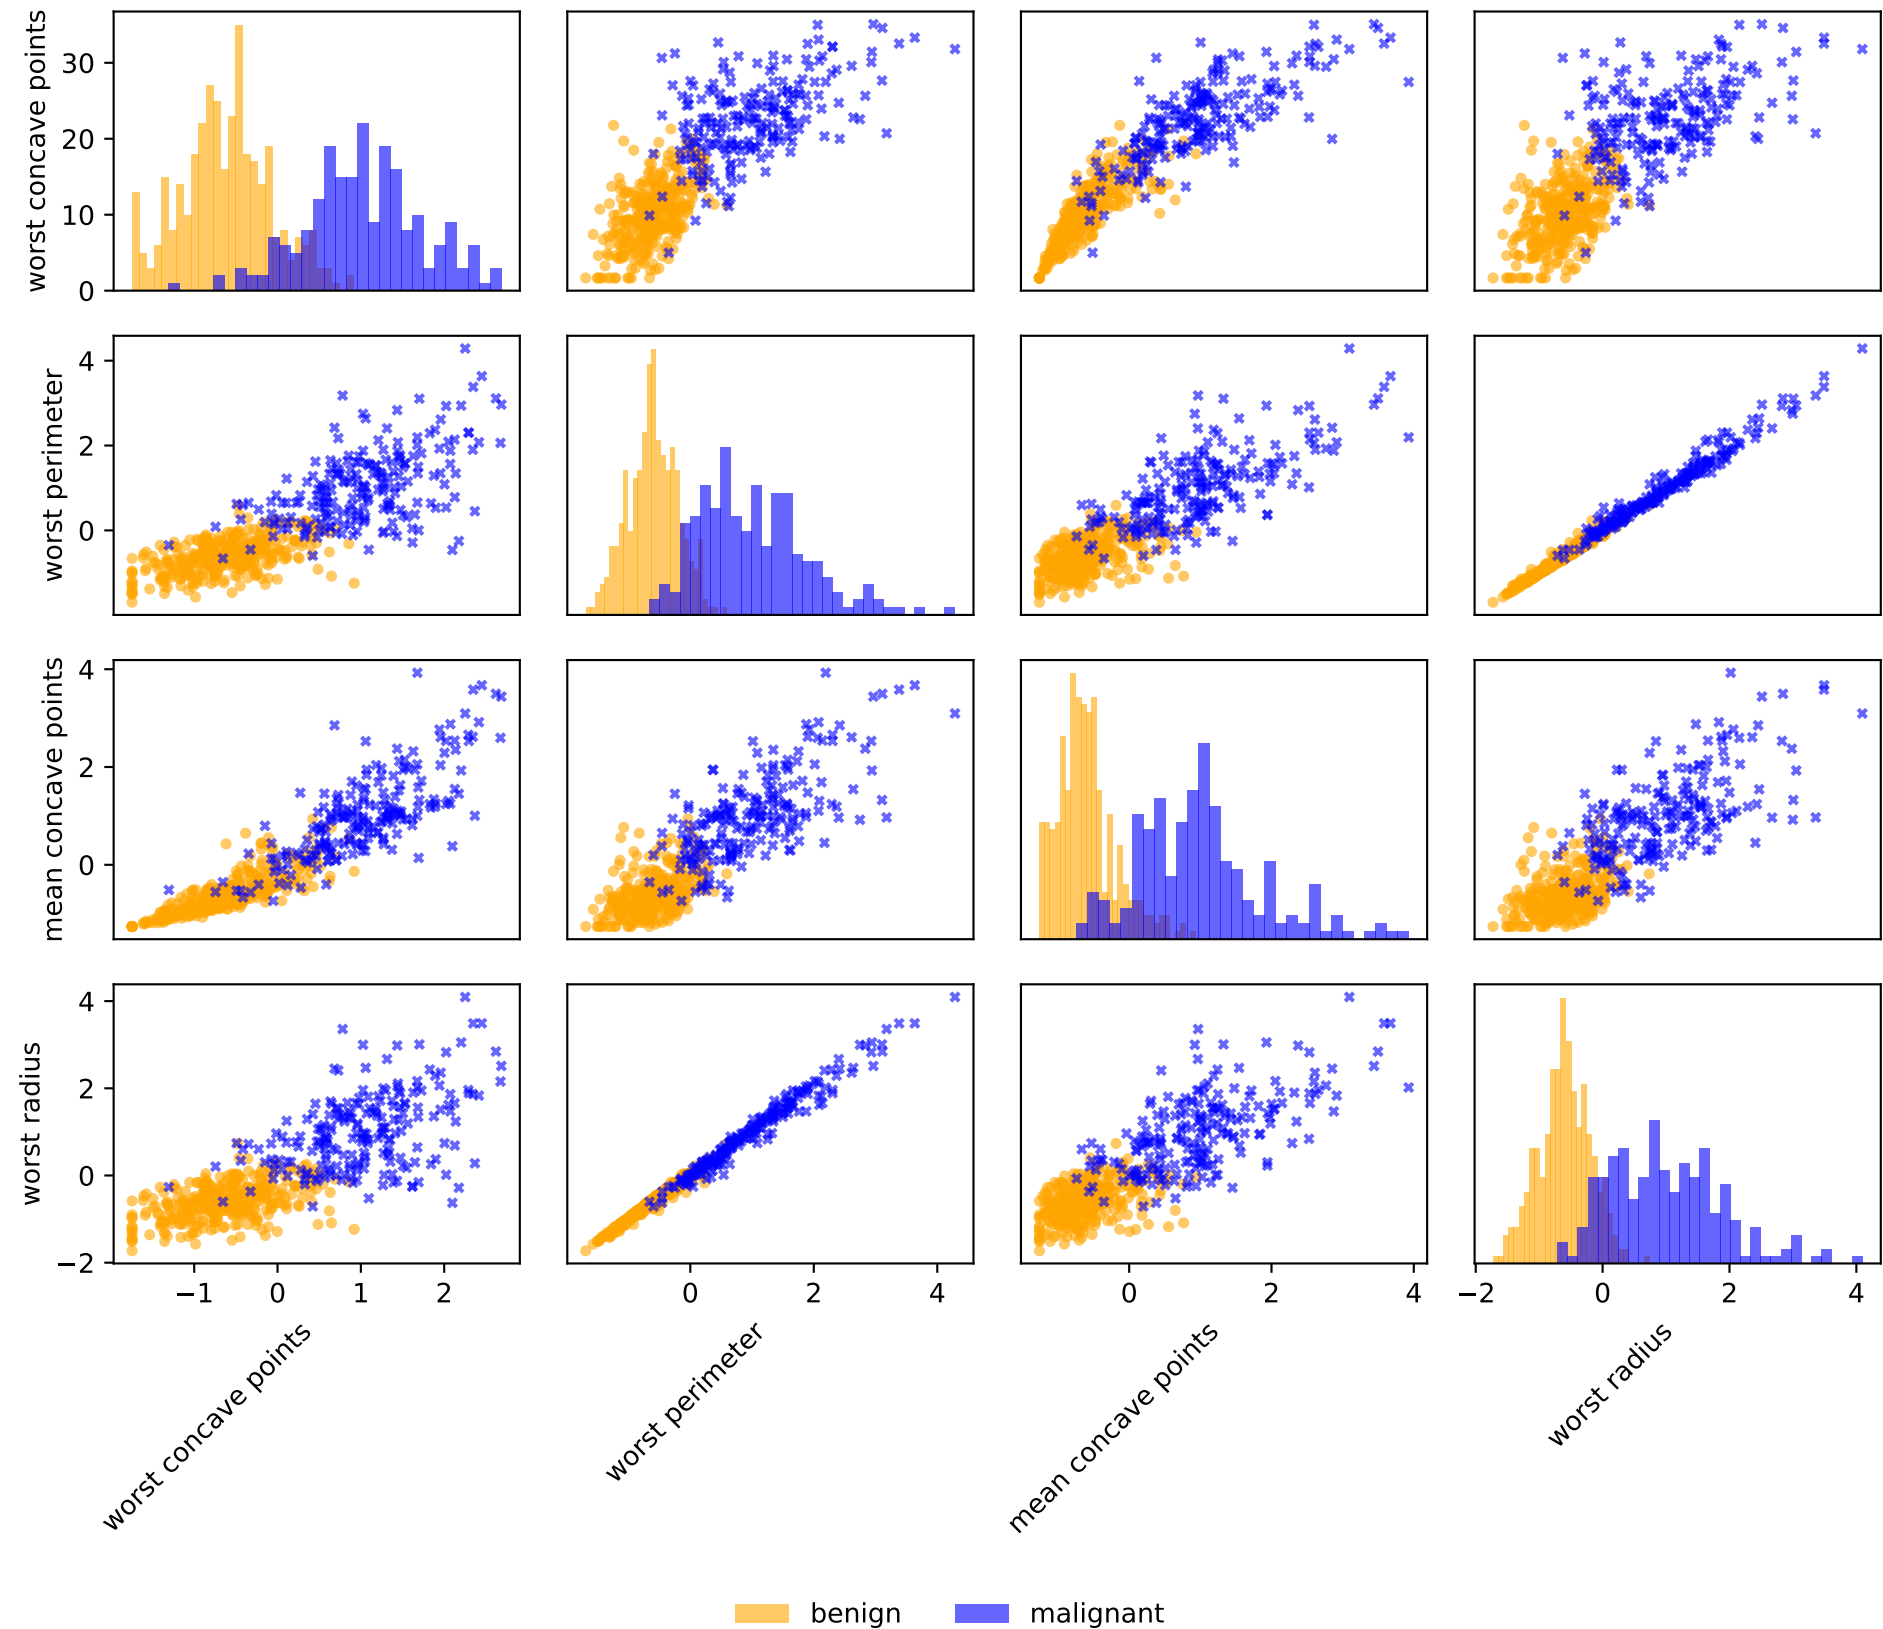 worst concave points
30
20
10
0
worst perimeter
4
2
0
mean concave points
4
2
0
worst radius
4
2
0
−2
−1 0 1 2
0 2 4
0 2 4
−2 0 2 4
worst concave points
worst perimeter
mean concave points
worst radius
benign
malignant